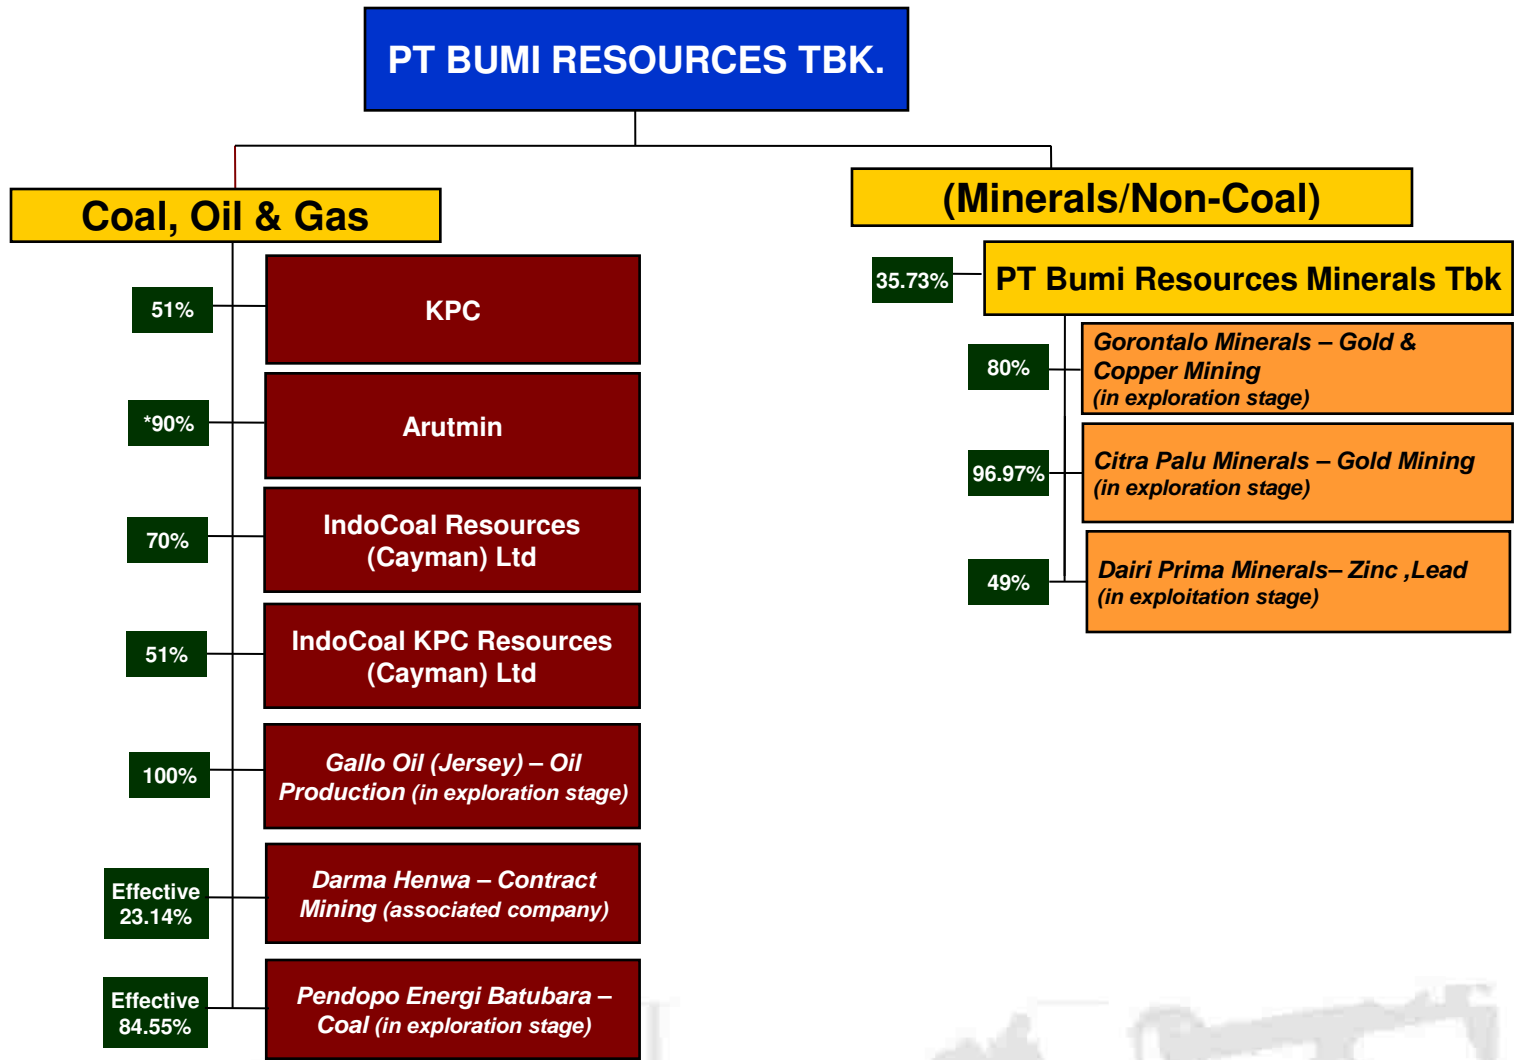 PT BUMI RESOURCES TBK.
Coal, Oil & Gas
51%
KPC
*90%
Arutmin
70%
IndoCoal Resources
(Cayman) Ltd
51%
IndoCoal KPC Resources
(Cayman) Ltd
100%
Gallo Oil (Jersey) – Oil
Production (in exploration stage)
Effective
23.14%
Darma Henwa – Contract
Mining (associated company)
Effective
84.55%
Pendopo Energi Batubara –
Coal (in exploration stage)
(Minerals/Non-Coal)
35.73%
PT Bumi Resources Minerals Tbk
80%
Gorontalo Minerals – Gold &
Copper Mining
(in exploration stage)
96.97%
Citra Palu Minerals – Gold Mining
(in exploration stage)
49%
Dairi Prima Minerals– Zinc ,Lead
(in exploitation stage)